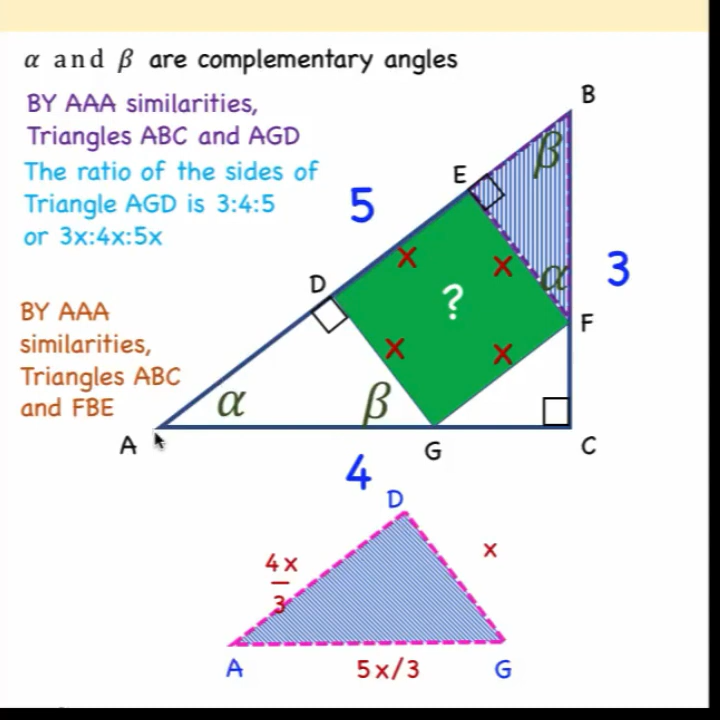 α and β are complementary angles
BY AAA similarities,
Triangles ABC and AGD
The ratio of the sides of
Triangle AGD is 3:4:5
or 3x:4x:5x
BY AAA
similarities,
Triangles ABC
and FBE
B
β
E
5
x
x
α
3
D
?
F
x
x
α
β
A
G
C
4
D
4x
3
x
A
5x/3
G